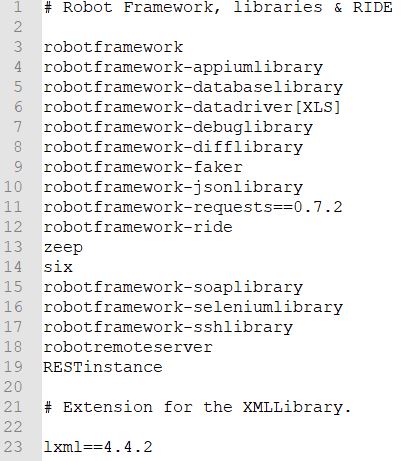 1 # Robot Framework, libraries & RIDE
2
3 robotframework
4 robotframework-appiumlibrary
5 robotframework-databaselibrary
6 robotframework-datadriver[XLS]
7 robotframework-debuglibrary
8 robotframework-difflibrary
9 robotframework-faker
10 robotframework-jsonlibrary
11 robotframework-requests==0.7.2
12 robotframework-ride
13 zeep
14 six
15 robotframework-soaplibrary
16 robotframework-seleniumlibrary
17 robotframework-sshlibrary
18 robotremoteserver
19 RESTinstance
20
21 # Extension for the XMLLibrary.
22
23 lxml==4.4.2